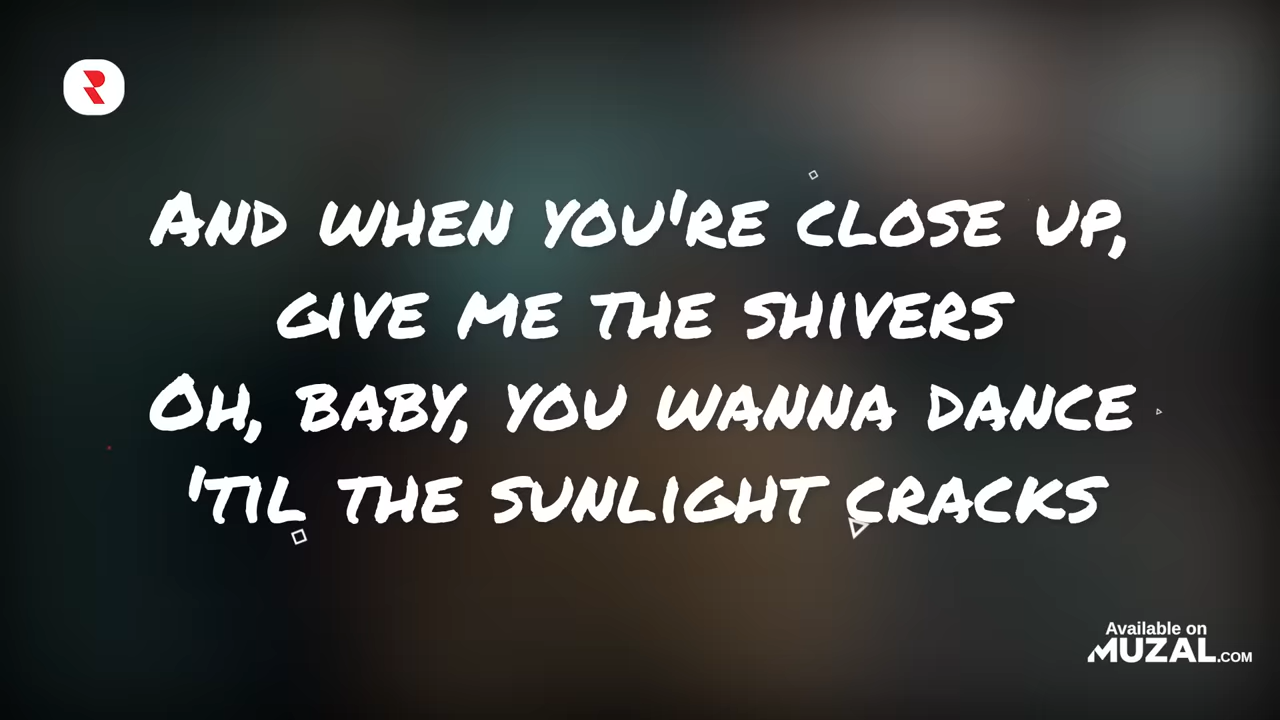 And when you're close up,
give me the shivers
Oh, baby, you wanna dance
'til the sunlight cracks
Available on
MUZAL.COM